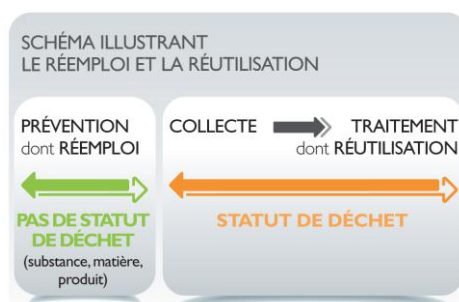 SCHÉMA ILLUSTRANT
LE RÉEMPLOI ET LA RÉUTILISATION
PRÉVENTION
dont RÉEMPLOI
PAS DE STATUT
DE DÉCHET
(substance, matière,
produit)
COLLECTE
TRAITEMENT
dont RÉUTILISATION
STATUT DE DÉCHET